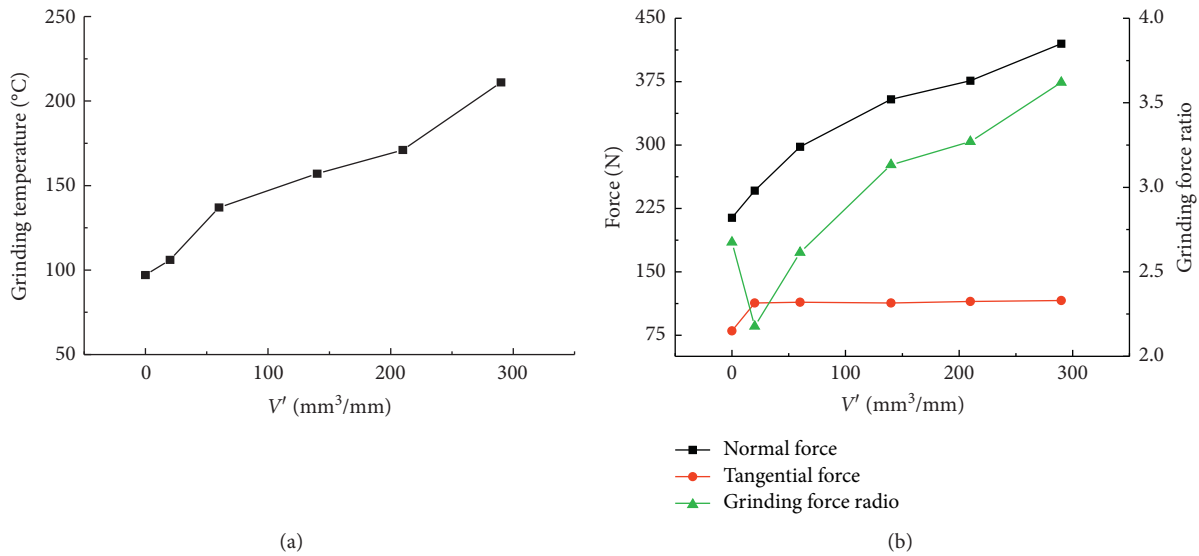 250
200
150
100
50
Grinding temperature (°C)
0 100 200 300
V′ (mm³/mm)
(a)
450
375
300
225
150
75
Force (N)
4.0
3.5
3.0
2.5
2.0
Grinding force ratio
0 100 200 300
V′ (mm³/mm)
Normal force
Tangential force
Grinding force radio
(b)